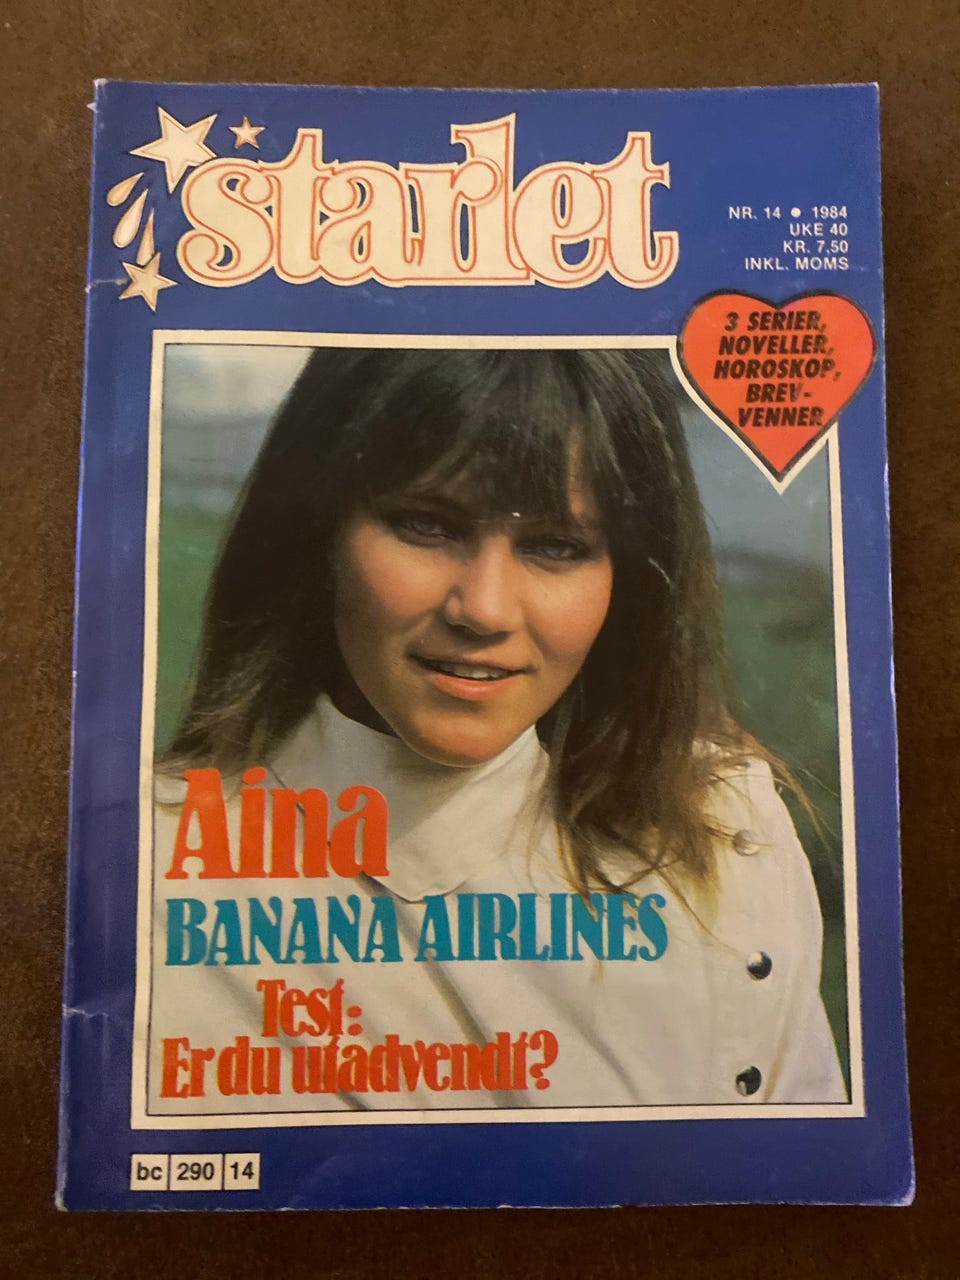 starlet
NR. 14 • 1984
UKE 40
KR. 7,50
INKL. MOMS
3 SERIER,
NOVELLER,
HOROSKOP,
BREV-
VENNER
Aina
BANANA AIRLINES
Test:
Er du utadvendt?
bc 290 14